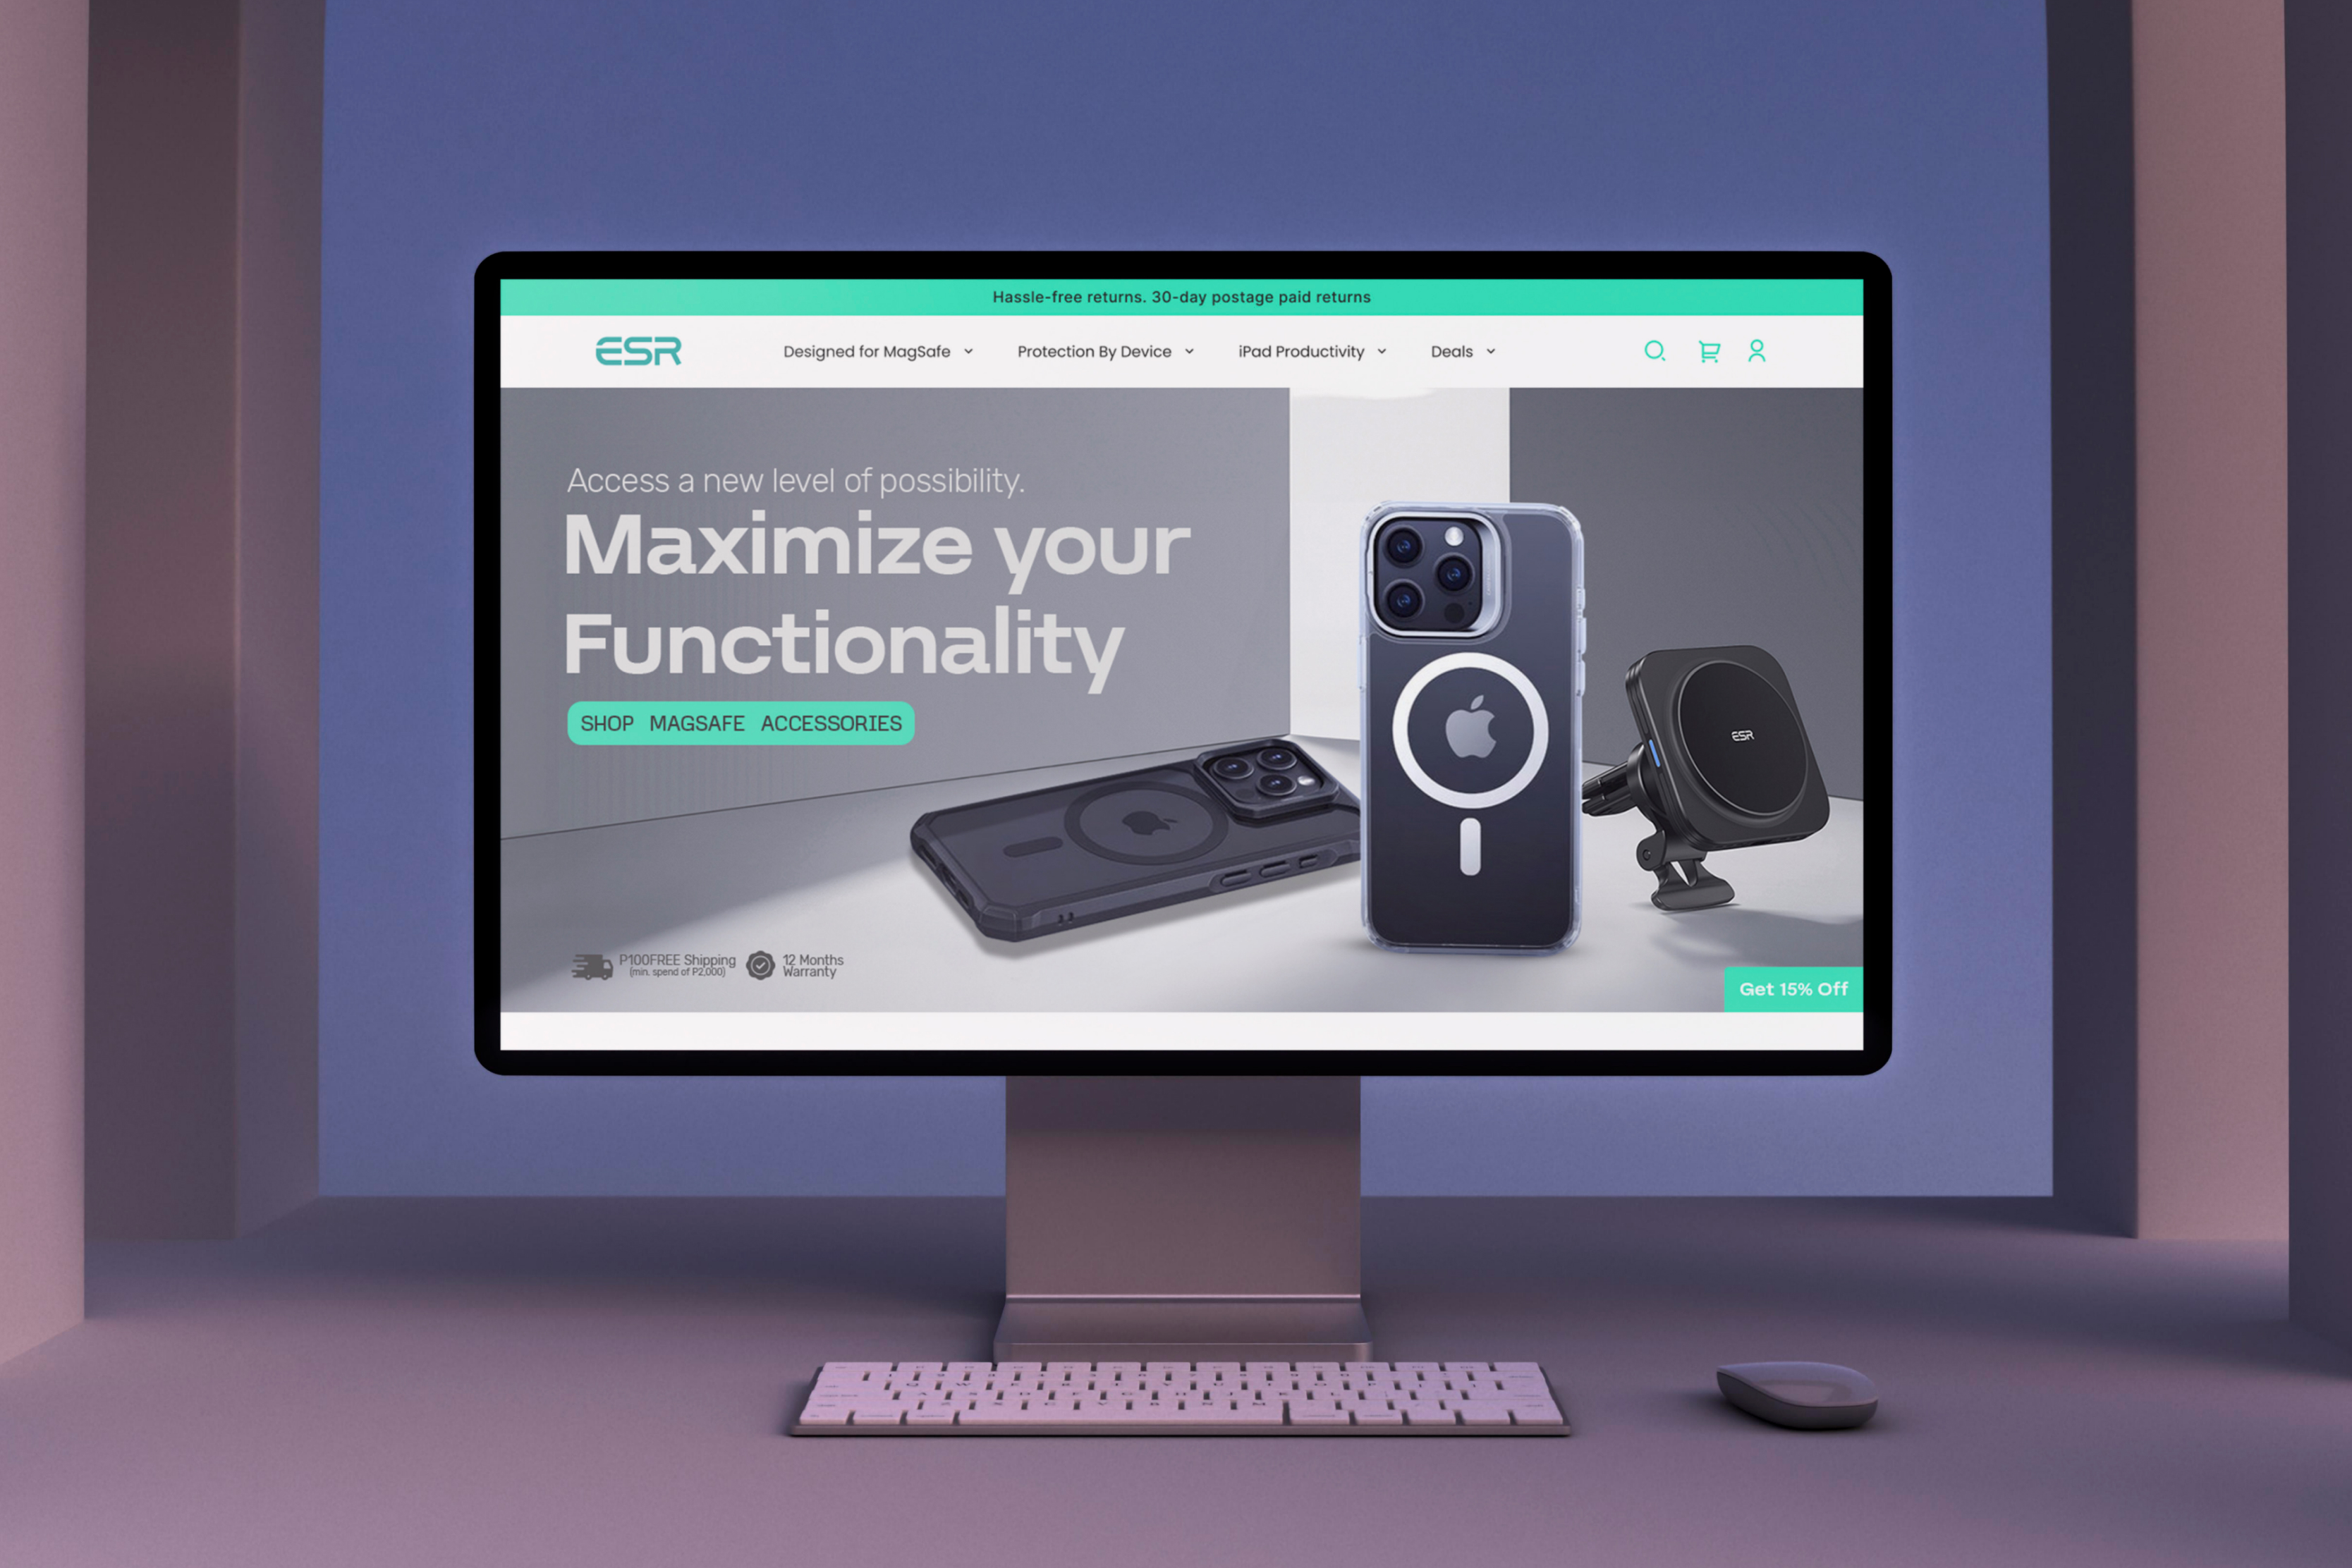 Hassle-free returns. 30-day postage paid returns
ESR
Designed for MagSafe
Protection By Device
iPad Productivity
Deals
Access a new level of possibility.
Maximize your
Functionality
SHOP MAGSAFE ACCESSORIES
ESR
P100FREE Shipping
(min. spend of P2,000)
12 Months
Warranty
Get 15% Off